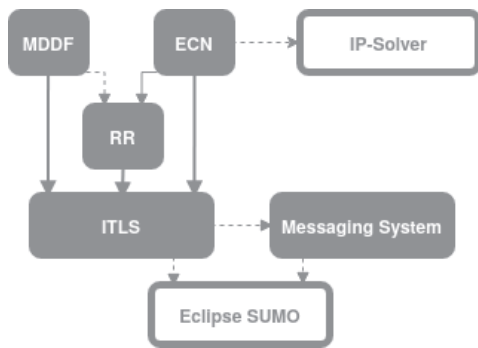 MDDF
ECN
IP-Solver
RR
ITLS
Messaging System
Eclipse SUMO